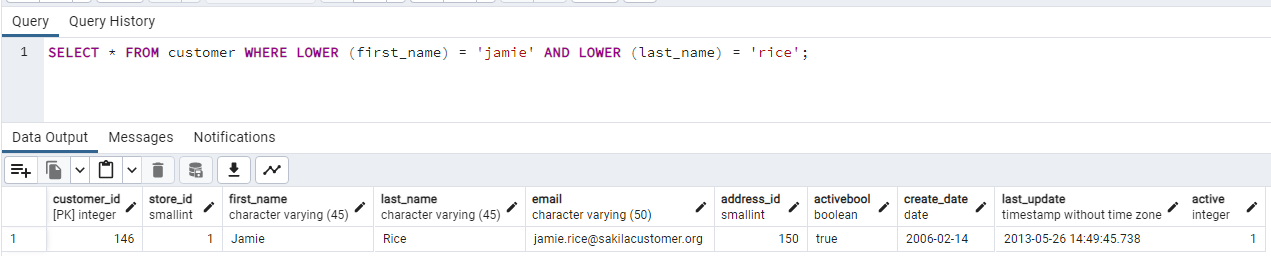 Query Query History
1 SELECT * FROM customer WHERE LOWER (first_name) = 'jamie' AND LOWER (last_name) = 'rice';
Data Output Messages Notifications
customer_id store_id first_name last_name email address_id activebool create_date last_update active
[PK] integer smallint character varying (45) character varying (45) character varying (50) smallint boolean date timestamp without time zone integer
1 146 1 Jamie Rice jamie.rice@sakilacustomer.org 150 true 2006-02-14 2013-05-26 14:49:45.738 1